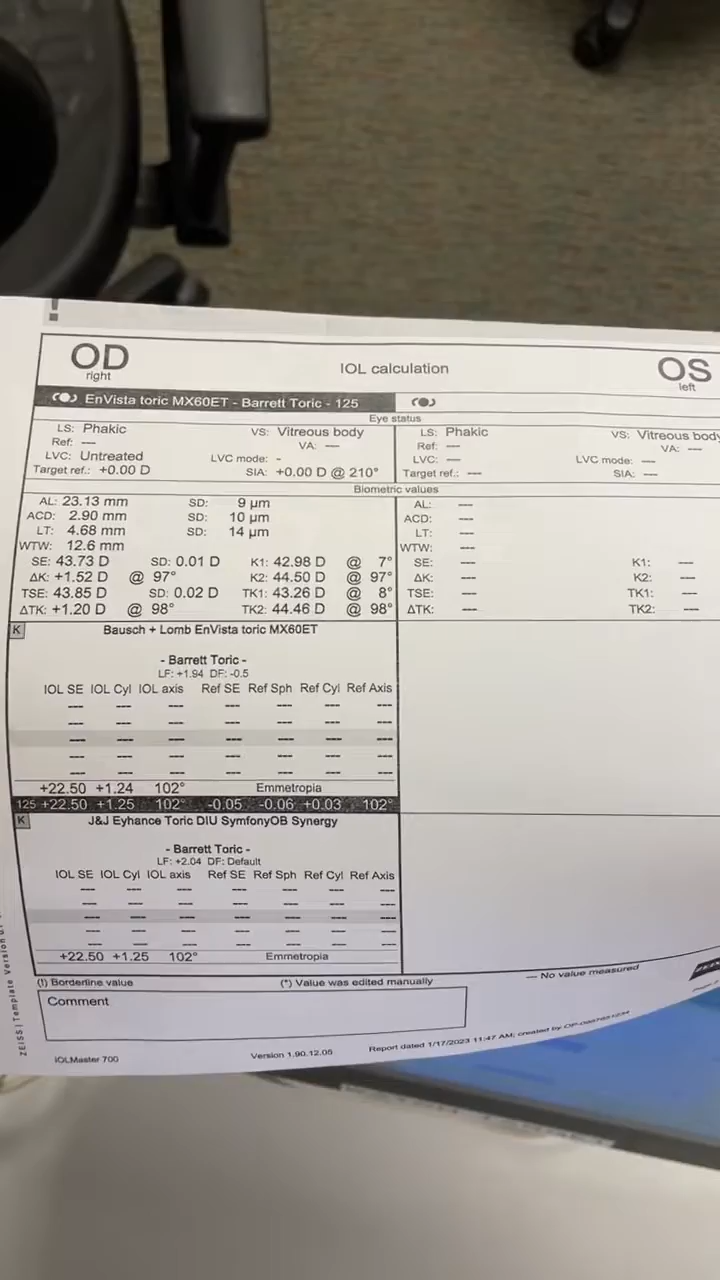 !
OD
right
IOL calculation
OS
left
EnVista toric MX60ET - Barrett Toric - 125
Eye status
LS: Phakic VS: Vitreous body
Ref: --- VA: ---
LVC: Untreated LVC mode: -
Target ref.: +0.00 D SIA: +0.00 D @ 210°
LS: Phakic VS: Vitreous body
Ref: --- VA: ---
LVC: --- LVC mode: ---
Target ref.: --- SIA: ---
Biometric values
AL: 23.13 mm SD: 9 µm
ACD: 2.90 mm SD: 10 µm
LT: 4.68 mm SD: 14 µm
WTW: 12.6 mm
SE: 43.73 D SD: 0.01 D K1: 42.98 D @ 7°
ΔK: +1.52 D @ 97° K2: 44.50 D @ 97°
TSE: 43.85 D SD: 0.02 D TK1: 43.26 D @ 8°
ΔTK: +1.20 D @ 98° TK2: 44.46 D @ 98°
AL: ---
ACD: ---
LT: ---
WTW: ---
SE: --- K1: ---
ΔK: --- K2: ---
TSE: --- TK1: ---
ΔTK: --- TK2: ---
K Bausch + Lomb EnVista toric MX60ET
- Barrett Toric -
LF: +1.94 DF: -0.5
IOL SE IOL Cyl IOL axis Ref SE Ref Sph Ref Cyl Ref Axis
--- --- --- --- --- --- ---
--- --- --- --- --- --- ---
--- --- --- --- --- --- ---
--- --- --- --- --- --- ---
--- --- --- --- --- --- ---
+22.50 +1.24 102° Emmetropia
125 +22.50 +1.25 102° -0.05 -0.06 +0.03 102°
K J&J Eyhance Toric DIU SymfonyOB Synergy
- Barrett Toric -
LF: +2.04 DF: Default
IOL SE IOL Cyl IOL axis Ref SE Ref Sph Ref Cyl Ref Axis
--- --- --- --- --- --- ---
--- --- --- --- --- --- ---
--- --- --- --- --- --- ---
--- --- --- --- --- --- ---
--- --- --- --- --- --- ---
+22.50 +1.25 102° Emmetropia
(!) Borderline value (*) Value was edited manually --- No value measured
Comment
ZEISS
ZEISS | Template Version
IOLMaster 700 Version 1.90.12.05 Report dated 1/17/2023 11:47 AM; created by
Page